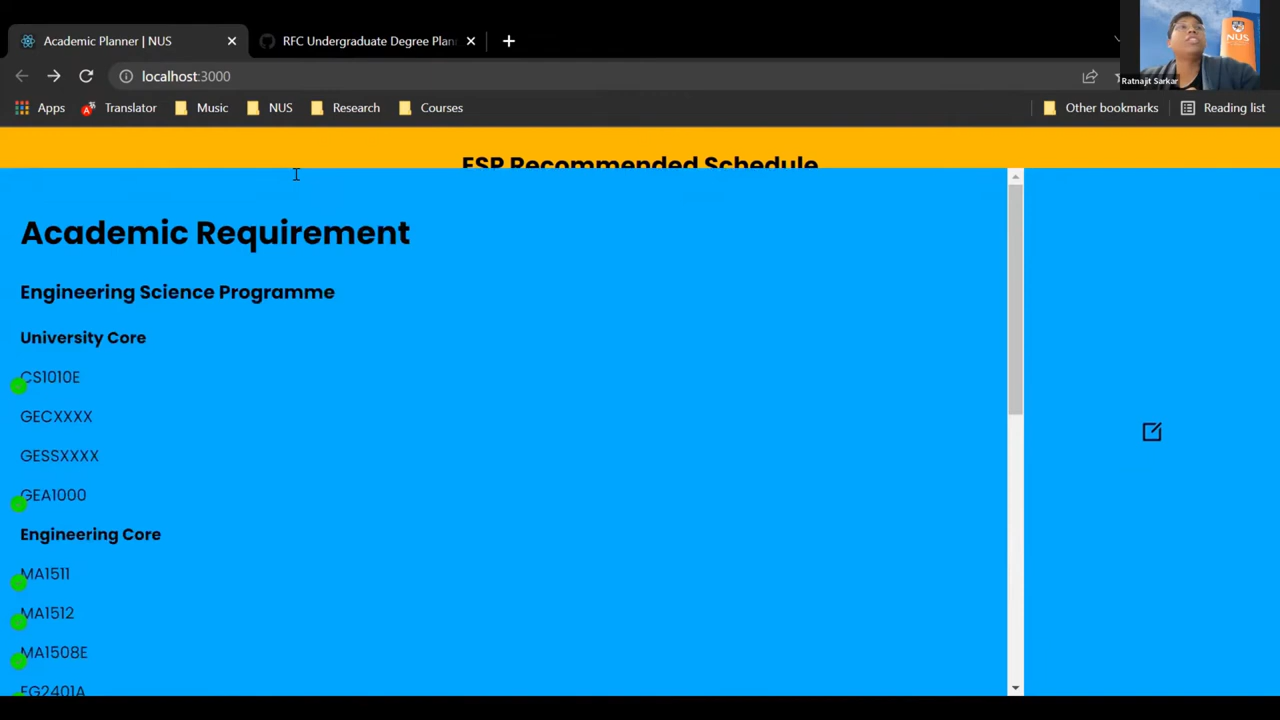 Academic Planner | NUS
RFC Undergraduate Degree Plan
localhost:3000
Apps
Translator
Music
NUS
Research
Courses
Other bookmarks
Reading list
NUS
Ratnajit Sarkar
ESP Recommended Schedule
Academic Requirement
Engineering Science Programme
University Core
CS1010E
GECXXXX
GESSXXXX
GEA1000
Engineering Core
MA1511
MA1512
MA1508E
EG2401A